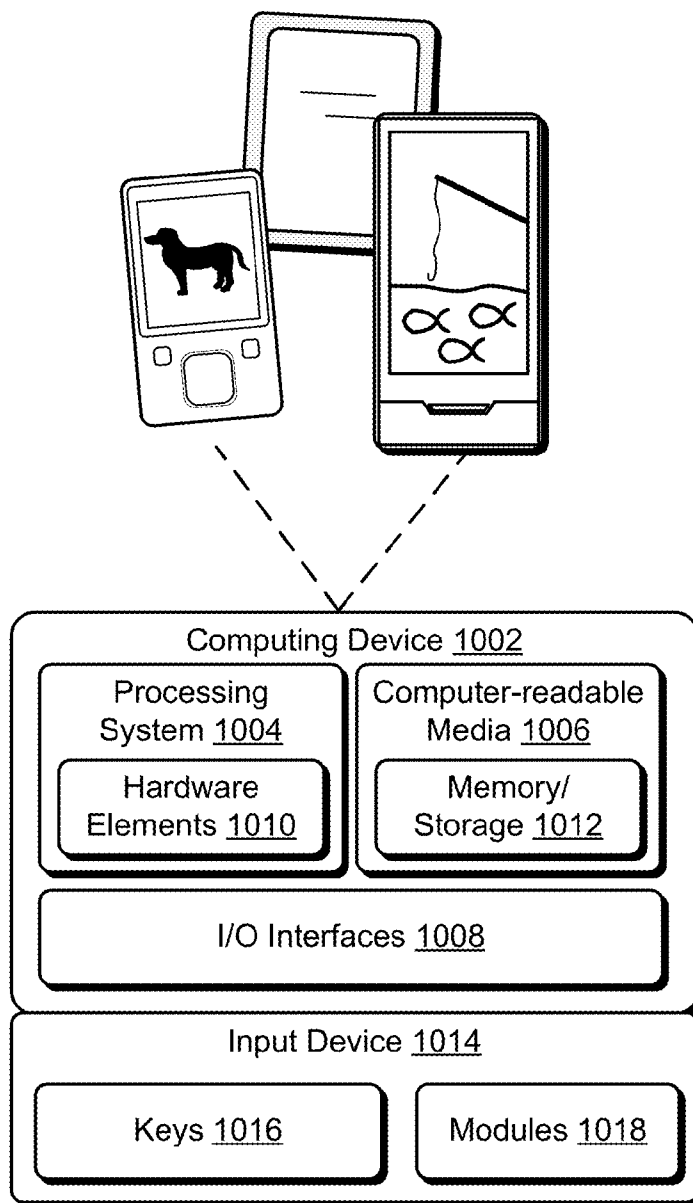 Computing Device 1002
Processing
System 1004
Computer-readable
Media 1006
Hardware
Elements 1010
Memory/
Storage 1012
I/O Interfaces 1008
Input Device 1014
Keys 1016
Modules 1018